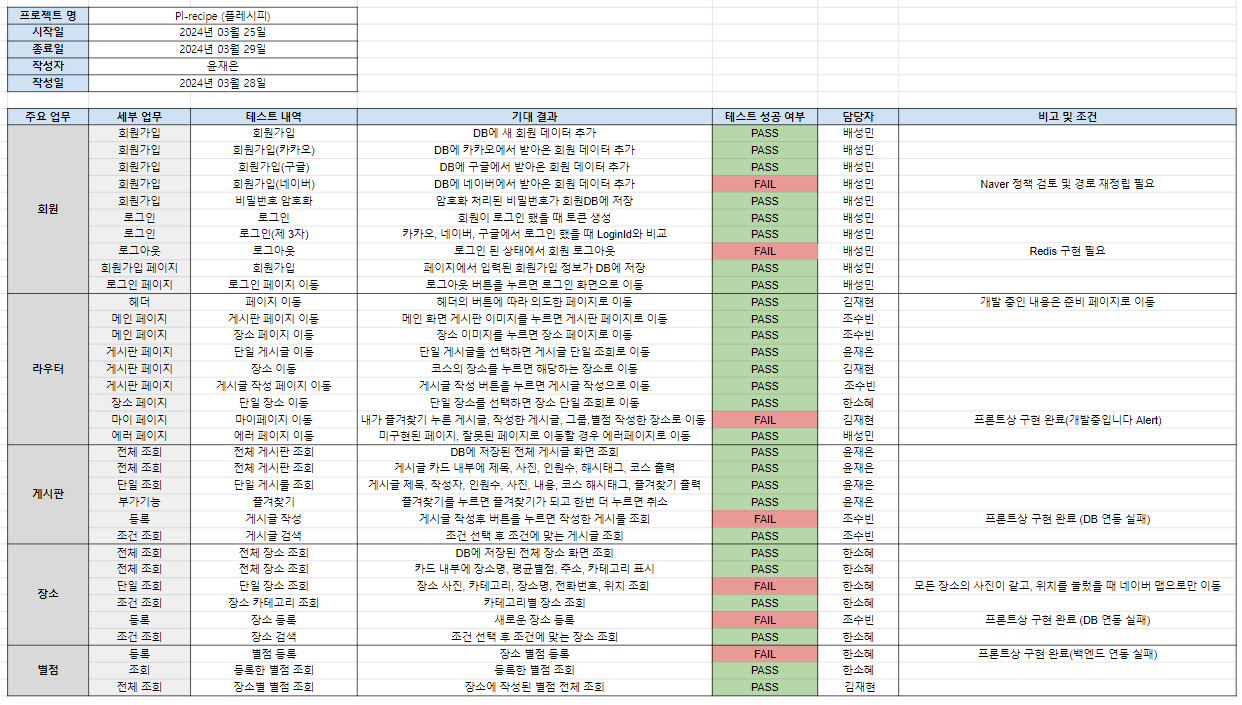 프로젝트 명 Pl-recipe (플레시피)
시작일 2024년 03월 25일
종료일 2024년 03월 29일
작성자 윤재은
작성일 2024년 03월 28일
주요 업무 세부 업무 테스트 내역 기대 결과 테스트 성공 여부 담당자 비고 및 조건
회원
회원가입 회원가입 DB에 새 회원 데이터 추가 PASS 배성민
회원가입 회원가입(카카오) DB에 카카오에서 받아온 회원 데이터 추가 PASS 배성민
회원가입 회원가입(구글) DB에 구글에서 받아온 회원 데이터 추가 PASS 배성민
회원가입 회원가입(네이버) DB에 네이버에서 받아온 회원 데이터 추가 FAIL 배성민 Naver 정책 검토 및 경로 재정립 필요
회원가입 비밀번호 암호화 암호화 처리된 비밀번호가 회원DB에 저장 PASS 배성민
로그인 로그인 회원이 로그인 했을 때 토큰 생성 PASS 배성민
로그인 로그인(제 3자) 카카오, 네이버, 구글에서 로그인 했을 때 LoginId와 비교 PASS 배성민
로그아웃 로그아웃 로그인 된 상태에서 회원 로그아웃 FAIL 배성민 Redis 구현 필요
회원가입 페이지 회원가입 페이지에서 입력된 회원가입 정보가 DB에 저장 PASS 배성민
로그인 페이지 로그인 페이지 이동 로그아웃 버튼을 누르면 로그인 화면으로 이동 PASS 배성민
라우터
헤더 페이지 이동 헤더의 버튼에 따라 의도한 페이지로 이동 PASS 김재현 개발 중인 내용은 준비 페이지로 이동
메인 페이지 게시판 페이지 이동 메인 화면 게시판 이미지를 누르면 게시판 페이지로 이동 PASS 조수빈
메인 페이지 장소 페이지 이동 장소 이미지를 누르면 장소 페이지로 이동 PASS 조수빈
게시판 페이지 단일 게시글 이동 단일 게시글을 선택하면 게시글 단일 조회로 이동 PASS 윤재은
게시판 페이지 장소 이동 코스의 장소를 누르면 해당하는 장소로 이동 PASS 김재현
게시판 페이지 게시글 작성 페이지 이동 게시글 작성 버튼을 누르면 게시글 작성으로 이동 PASS 조수빈
장소 페이지 단일 장소 이동 단일 장소를 선택하면 장소 단일 조회로 이동 PASS 한소혜
마이 페이지 마이페이지 이동 내가 즐겨찾기 누른 게시글, 작성한 게시글, 그룹,별점 작성한 장소로 이동 FAIL 김재현 프론트상 구현 완료(개발중입니다 Alert)
에러 페이지 에러 페이지 이동 미구현된 페이지, 잘못된 페이지로 이동할 경우 에러페이지로 이동 PASS 배성민
게시판
전체 조회 전체 게시판 조회 DB에 저장된 전체 게시글 화면 조회 PASS 윤재은
전체 조회 전체 게시판 조회 게시글 카드 내부에 제목, 사진, 인원수, 해시태그, 코스 출력 PASS 윤재은
단일 조회 단일 게시물 조회 게시글 제목, 작성자, 인원수, 사진, 내용, 코스 해시태그, 즐겨찾기 출력 PASS 윤재은
부가기능 즐겨찾기 즐겨찾기를 누르면 즐겨찾기가 되고 한번 더 누르면 취소 PASS 윤재은
등록 게시글 작성 게시글 작성후 버튼을 누르면 작성한 게시물 조회 FAIL 조수빈 프론트상 구현 완료 (DB 연동 실패)
조건 조회 게시글 검색 조건 선택 후 조건에 맞는 게시글 조회 PASS 조수빈
장소
전체 조회 전체 장소 조회 DB에 저장된 전체 장소 화면 조회 PASS 한소혜
전체 조회 전체 장소 조회 카드 내부에 장소명, 평균별점, 주소, 카테고리 표시 PASS 한소혜
단일 조회 단일 장소 조회 장소 사진, 카테고리, 장소명, 전화번호, 위치 조회 FAIL 한소혜 모든 장소의 사진이 같고, 위치를 눌렀을 때 네이버 맵으로만 이동
조건 조회 장소 카테고리 조회 카테고리별 장소 조회 PASS 한소혜
등록 장소 등록 새로운 장소 등록 FAIL 조수빈 프론트상 구현 완료 (DB 연동 실패)
조건 조회 장소 검색 조건 선택 후 조건에 맞는 장소 조회 PASS 한소혜
별점
등록 별점 등록 장소 별점 등록 FAIL 한소혜 프론트상 구현 완료(백엔드 연동 실패)
조회 등록한 별점 조회 등록한 별점 조회 PASS 한소혜
전체 조회 장소별 별점 조회 장소에 작성된 별점 전체 조회 PASS 김재현